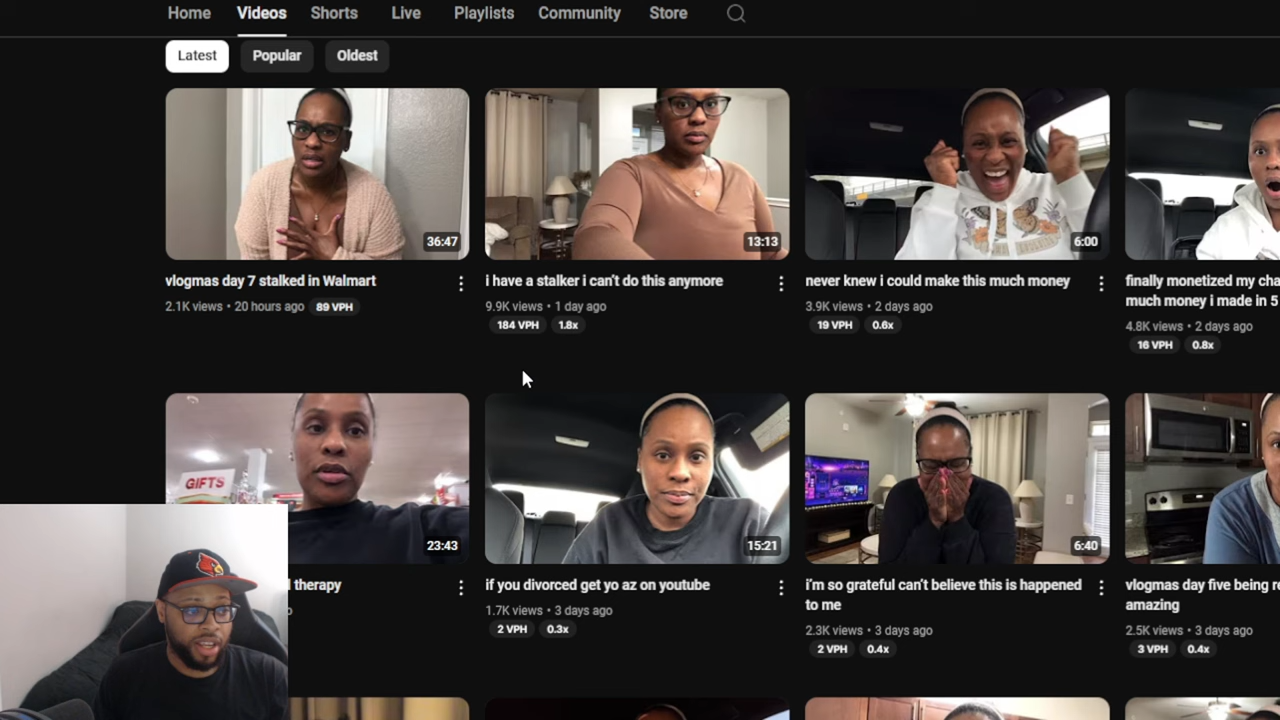 Home Videos Shorts Live Playlists Community Store
Latest Popular Oldest
36:47
13:13
6:00
vlogmas day 7 stalked in Walmart
2.1K views • 20 hours ago 89 VPH
i have a stalker i can't do this anymore
9.9K views • 1 day ago
184 VPH 1.8x
never knew i could make this much money
3.9K views • 2 days ago
19 VPH 0.6x
finally monetized my cha
much money i made in 5
4.8K views • 2 days ago
16 VPH 0.8x
GIFTS
23:43
15:21
6:40
therapy
if you divorced get yo az on youtube
1.7K views • 3 days ago
2 VPH 0.3x
i'm so grateful can't believe this is happened
to me
2.3K views • 3 days ago
2 VPH 0.4x
vlogmas day five being r
amazing
2.5K views • 3 days ago
3 VPH 0.4x